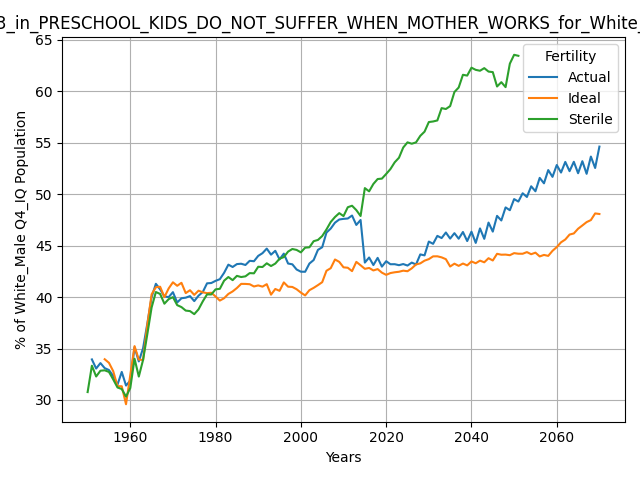 3_in_PRESCHOOL_KIDS_DO_NOT_SUFFER_WHEN_MOTHER_WORKS_for_White_
65
60
55
50
45
40
35
30
% of White_Male Q4_IQ Population
Fertility
Actual
Ideal
Sterile
1960
1980
2000
2020
2040
2060
Years